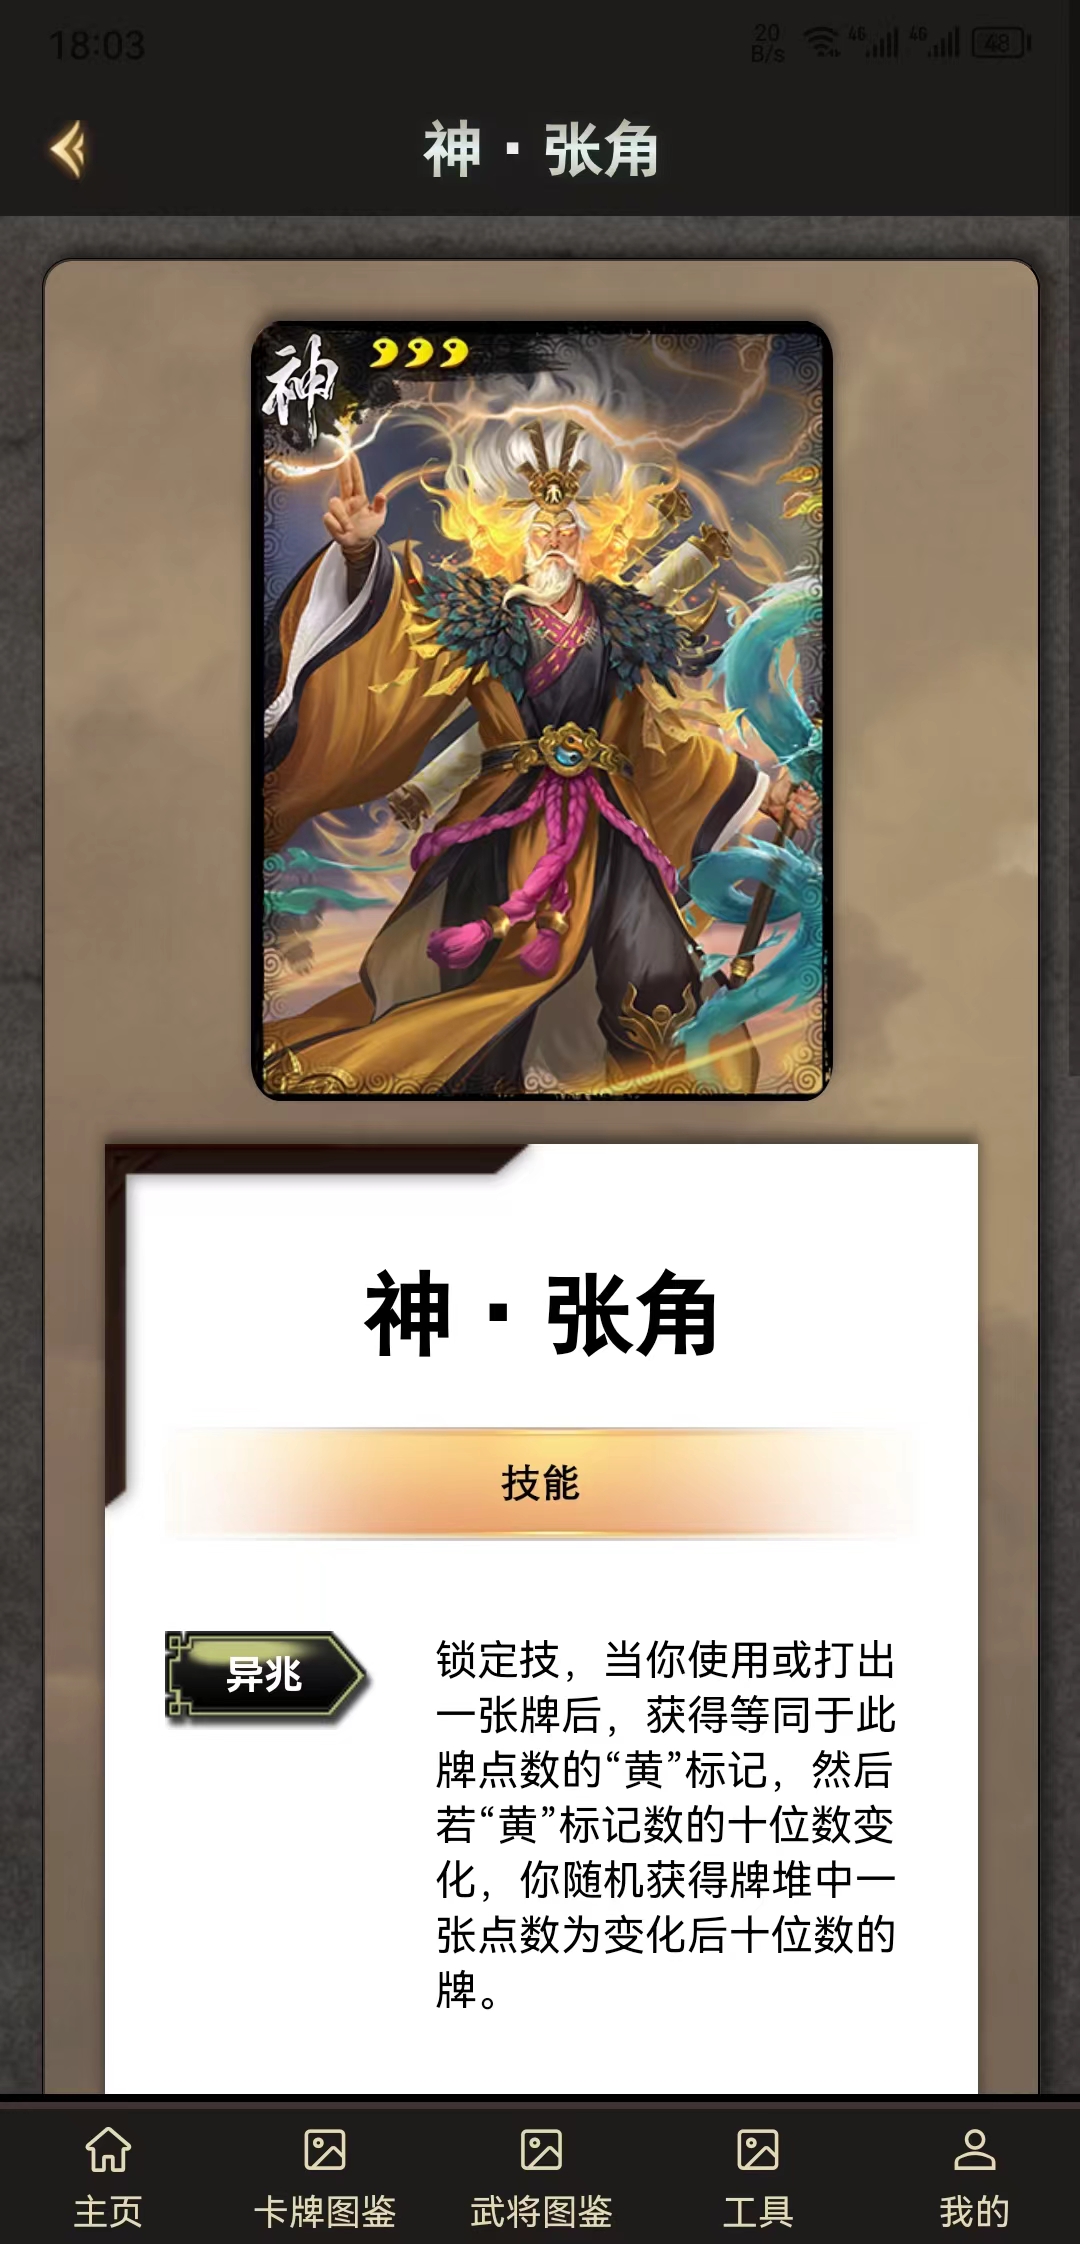 18:03
20
B/s
4G
4G
48
神·张角
神
神·张角
技能
异兆
锁定技，当你使用或打出
一张牌后，获得等同于此
牌点数的“黄”标记，然后
若“黄”标记数的十位数变
化，你随机获得牌堆中一
张点数为变化后十位数的
牌。
主页
卡牌图鉴
武将图鉴
工具
我的